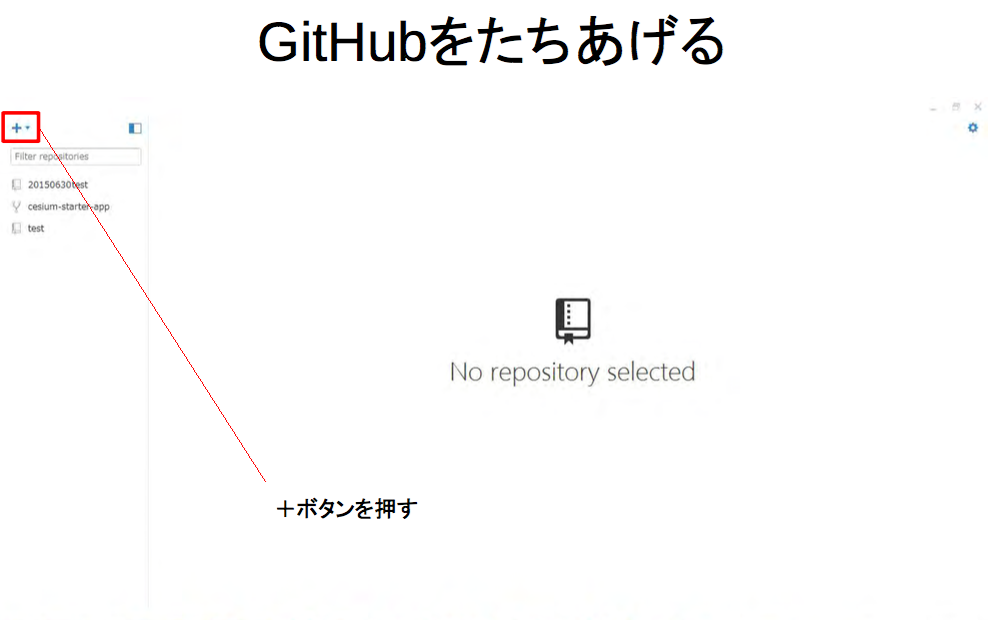 GitHubをたちあげる
Filter repositories
20150630test
cesium-starter-app
test
No repository selected
＋ボタンを押す